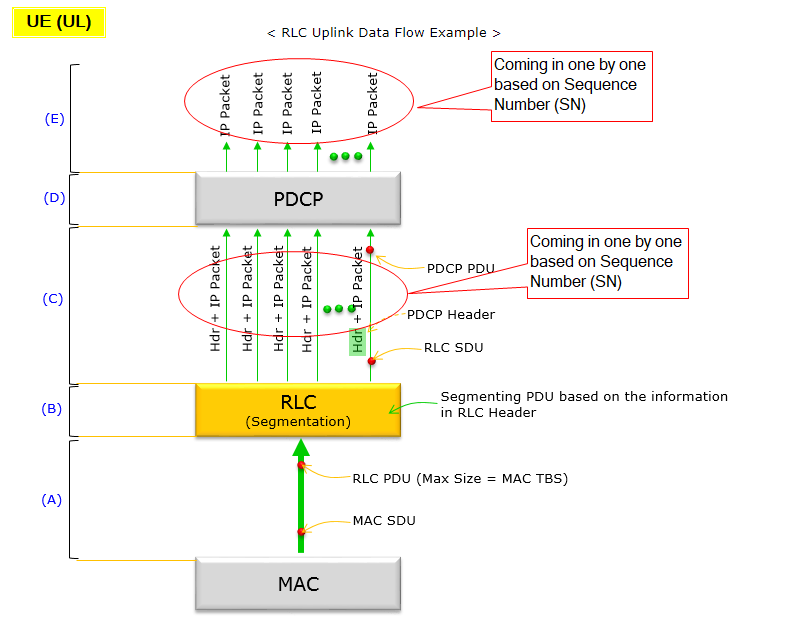 UE (UL)
< RLC Uplink Data Flow Example >
Coming in one by one
based on Sequence
Number (SN)
(E)
IP Packet
IP Packet
IP Packet
IP Packet
IP Packet
(D)
PDCP
Coming in one by one
based on Sequence
Number (SN)
(C)
Hdr + IP Packet
Hdr + IP Packet
Hdr + IP Packet
Hdr + IP Packet
Hdr + IP Packet
PDCP PDU
PDCP Header
RLC SDU
(B)
RLC
(Segmentation)
Segmenting PDU based on the information
in RLC Header
(A)
RLC PDU (Max Size = MAC TBS)
MAC SDU
MAC